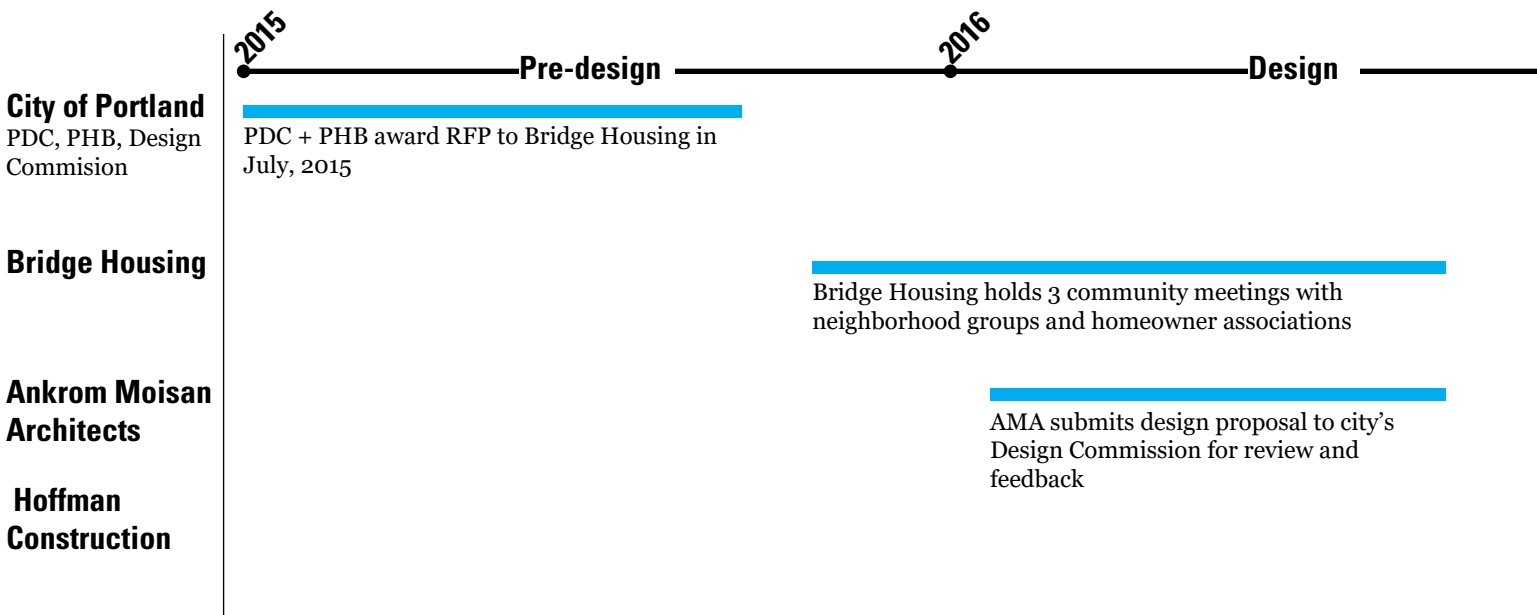 2015
2016
Pre-design
Design
City of Portland
PDC, PHB, Design
Commision
PDC + PHB award RFP to Bridge Housing in
July, 2015
Bridge Housing
Bridge Housing holds 3 community meetings with
neighborhood groups and homeowner associations
Ankrom Moisan
Architects
AMA submits design proposal to city’s
Design Commission for review and
feedback
Hoffman
Construction